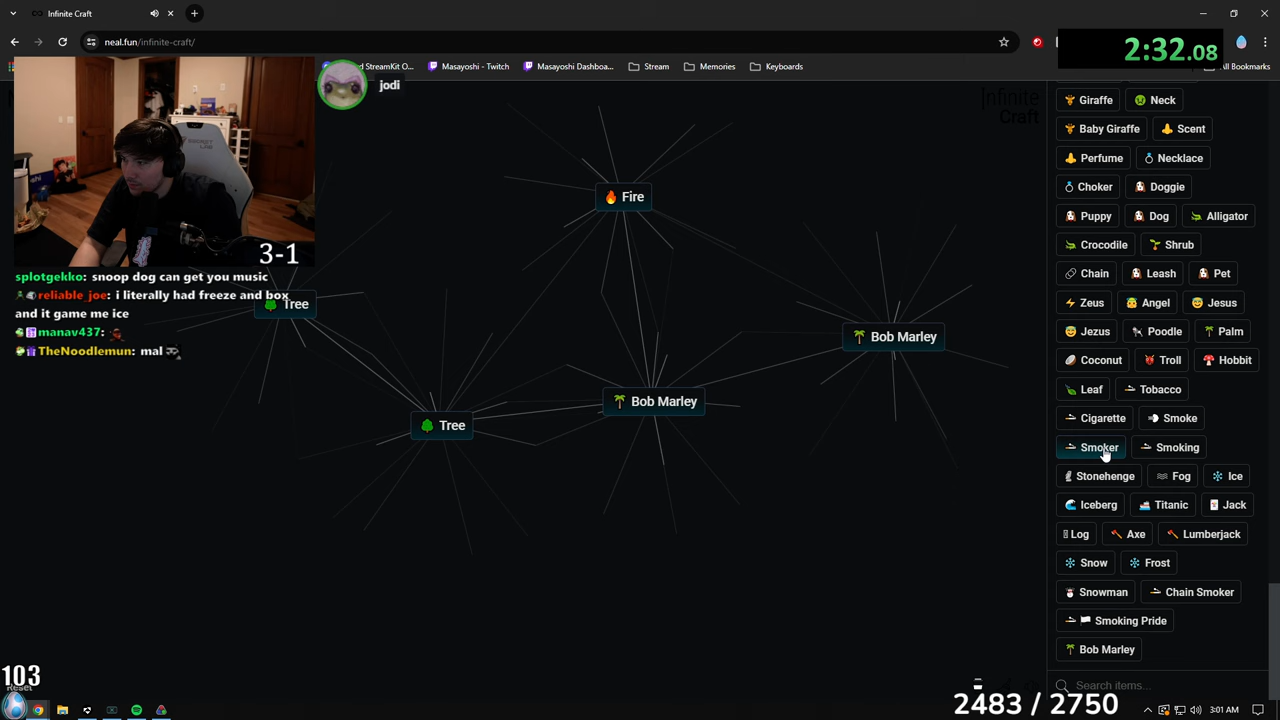 Infinite Craft
neal.fun/infinite-craft/
2:32.08
d StreamKit O...
Masayoshi - Twitch
Masayoshi Dashboa...
Stream
Memories
Keyboards
All Bookmarks
jodi
Infinite
Craft
3-1
splotgekko: snoop dog can get you music
reliable_joe: i literally had freeze and box
and it game me ice
manav437:
TheNoodlemun: mal
Fire
Tree
Bob Marley
Bob Marley
Tree
Giraffe
Neck
Baby Giraffe
Scent
Perfume
Necklace
Choker
Doggie
Puppy
Dog
Alligator
Crocodile
Shrub
Chain
Leash
Pet
Zeus
Angel
Jesus
Jezus
Poodle
Palm
Coconut
Troll
Hobbit
Leaf
Tobacco
Cigarette
Smoke
Smoker
Smoking
Stonehenge
Fog
Ice
Iceberg
Titanic
Jack
Log
Axe
Lumberjack
Snow
Frost
Snowman
Chain Smoker
Smoking Pride
Bob Marley
Search items...
103
Reset
2483 / 2750
3:01 AM